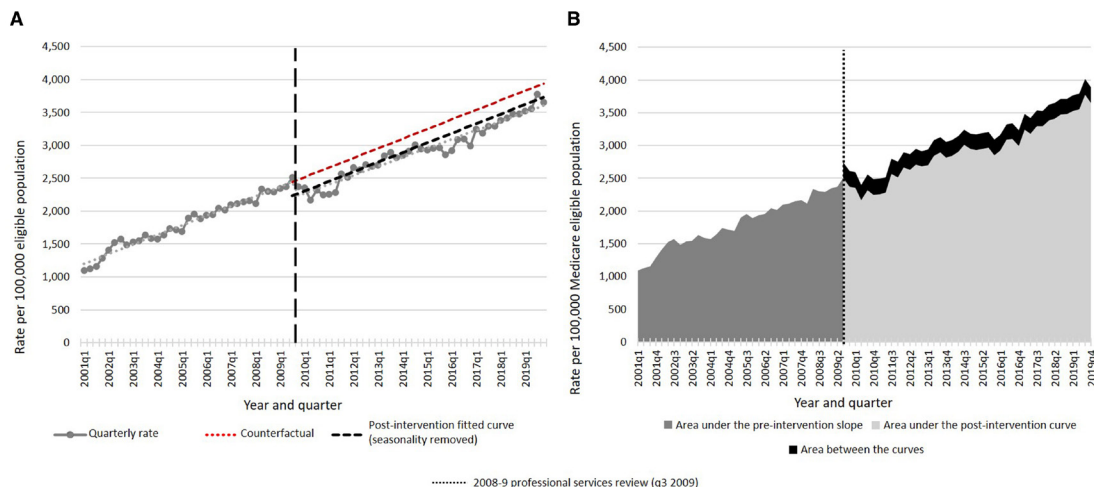 A
Rate per 100,000 eligible population
4,500
4,000
3,500
3,000
2,500
2,000
1,500
1,000
500
0
2001q1
2002q1
2003q1
2004q1
2005q1
2006q1
2007q1
2008q1
2009q1
2010q1
2011q1
2012q1
2013q1
2014q1
2015q1
2016q1
2017q1
2018q1
2019q1
Year and quarter
Quarterly rate
Counterfactual
Post-intervention fitted curve
(seasonality removed)
B
Rate per 100,000 Medicare eligible population
4,500
4,000
3,500
3,000
2,500
2,000
1,500
1,000
500
0
2001q1
2001q4
2002q3
2003q2
2004q1
2004q4
2005q3
2006q2
2007q1
2007q4
2008q3
2009q2
2010q1
2010q4
2011q3
2012q2
2013q1
2013q4
2014q3
2015q2
2016q1
2016q4
2017q3
2018q2
2019q1
2019q4
Year and quarter
Area under the pre-intervention slope
Area under the post-intervention curve
Area between the curves
2008-9 professional services review (q3 2009)